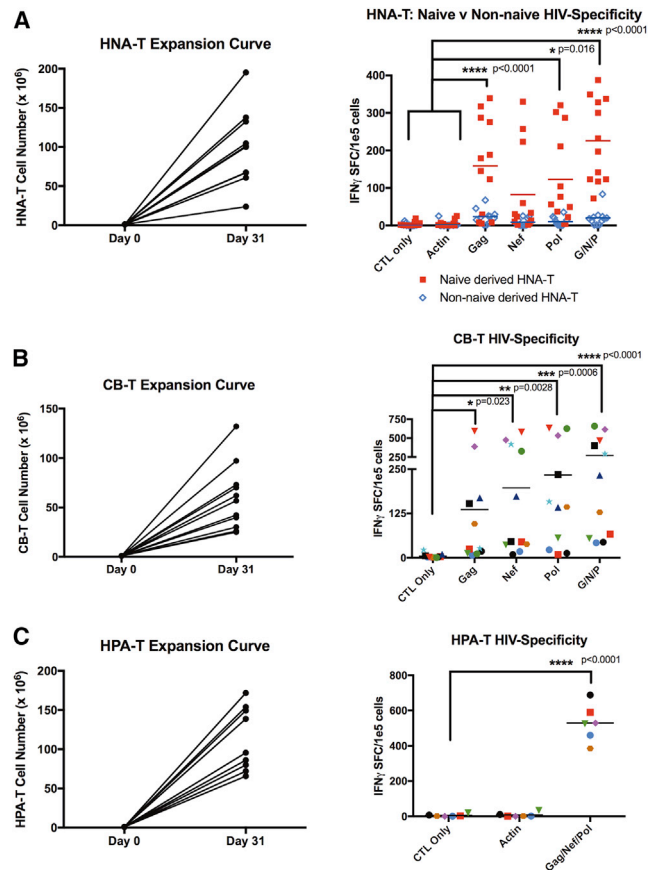 A
HNA-T Expansion Curve
HNA-T Cell Number (x 10⁶)
200
150
100
50
0
Day 0
Day 31
HNA-T: Naive v Non-naive HIV-Specificity
**** p<0.0001
* p=0.016
**** p<0.0001
IFNγ SFC/1e5 cells
400
300
200
100
0
CTL only
Actin
Gag
Nef
Pol
G/N/P
Naive derived HNA-T
Non-naive derived HNA-T
B
CB-T Expansion Curve
CB-T Cell Number (x 10⁶)
150
100
50
0
Day 0
Day 31
CB-T HIV-Specificity
**** p<0.0001
*** p=0.0006
** p=0.0028
* p=0.023
IFNγ SFC/1e5 cells
750
500
250
250
125
0
CTL Only
Gag
Nef
Pol
G/N/P
C
HPA-T Expansion Curve
HPA-T Cell Number (x 10⁶)
200
150
100
50
0
Day 0
Day 31
HPA-T HIV-Specificity
**** p<0.0001
IFNγ SFC/1e5 cells
800
600
400
200
0
CTL Only
Actin
Gag/Nef/Pol